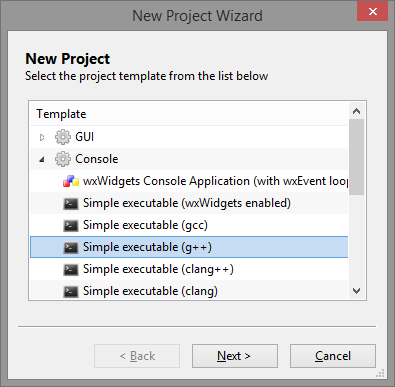 New Project Wizard
New Project
Select the project template from the list below
Template
GUI
Console
wxWidgets Console Application (with wxEvent loop
Simple executable (wxWidgets enabled)
Simple executable (gcc)
Simple executable (g++)
Simple executable (clang++)
Simple executable (clang)
< Back Next > Cancel